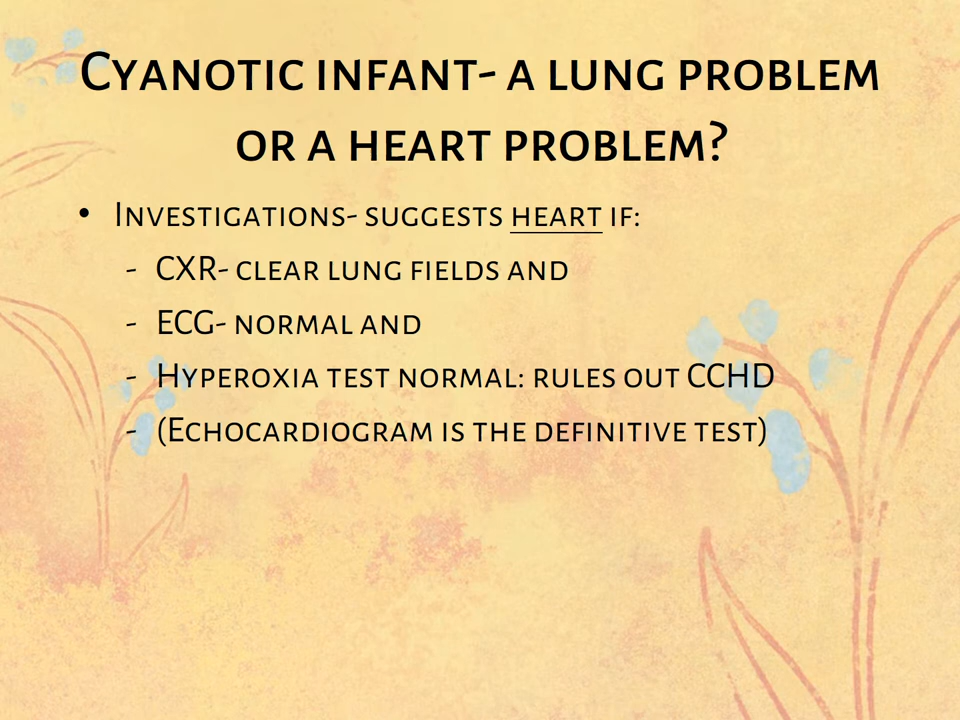 Cyanotic infant- a lung problem
or a heart problem?
• Investigations- suggests heart if:
- CXR- clear lung fields and
- ECG- normal and
- Hyperoxia test normal: rules out CCHD
- (Echocardiogram is the definitive test)